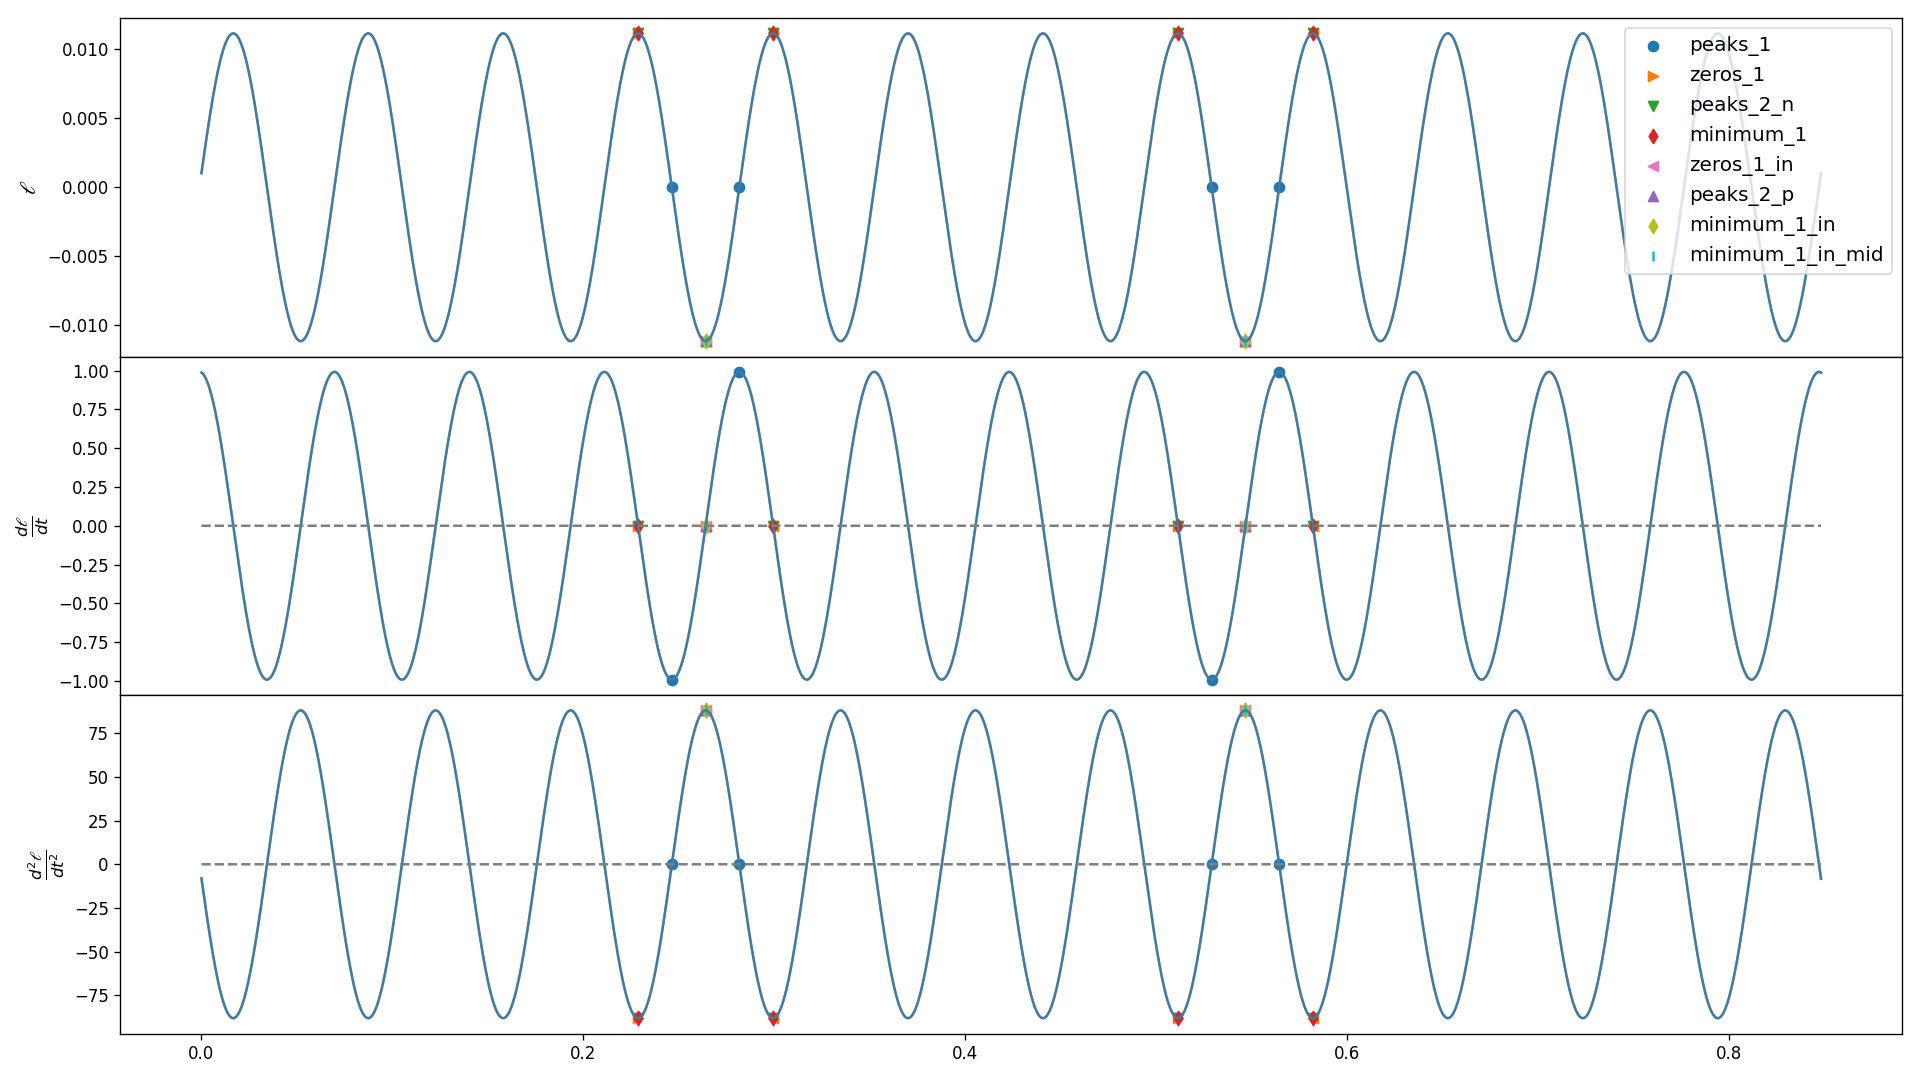 0.010
0.005
0.000
−0.005
−0.010
ℓ
peaks_1
zeros_1
peaks_2_n
minimum_1
zeros_1_in
peaks_2_p
minimum_1_in
minimum_1_in_mid
1.00
0.75
0.50
0.25
0.00
−0.25
−0.50
−0.75
−1.00
dℓ
dt
75
50
25
0
−25
−50
−75
d²ℓ
dt²
0.0 0.2 0.4 0.6 0.8